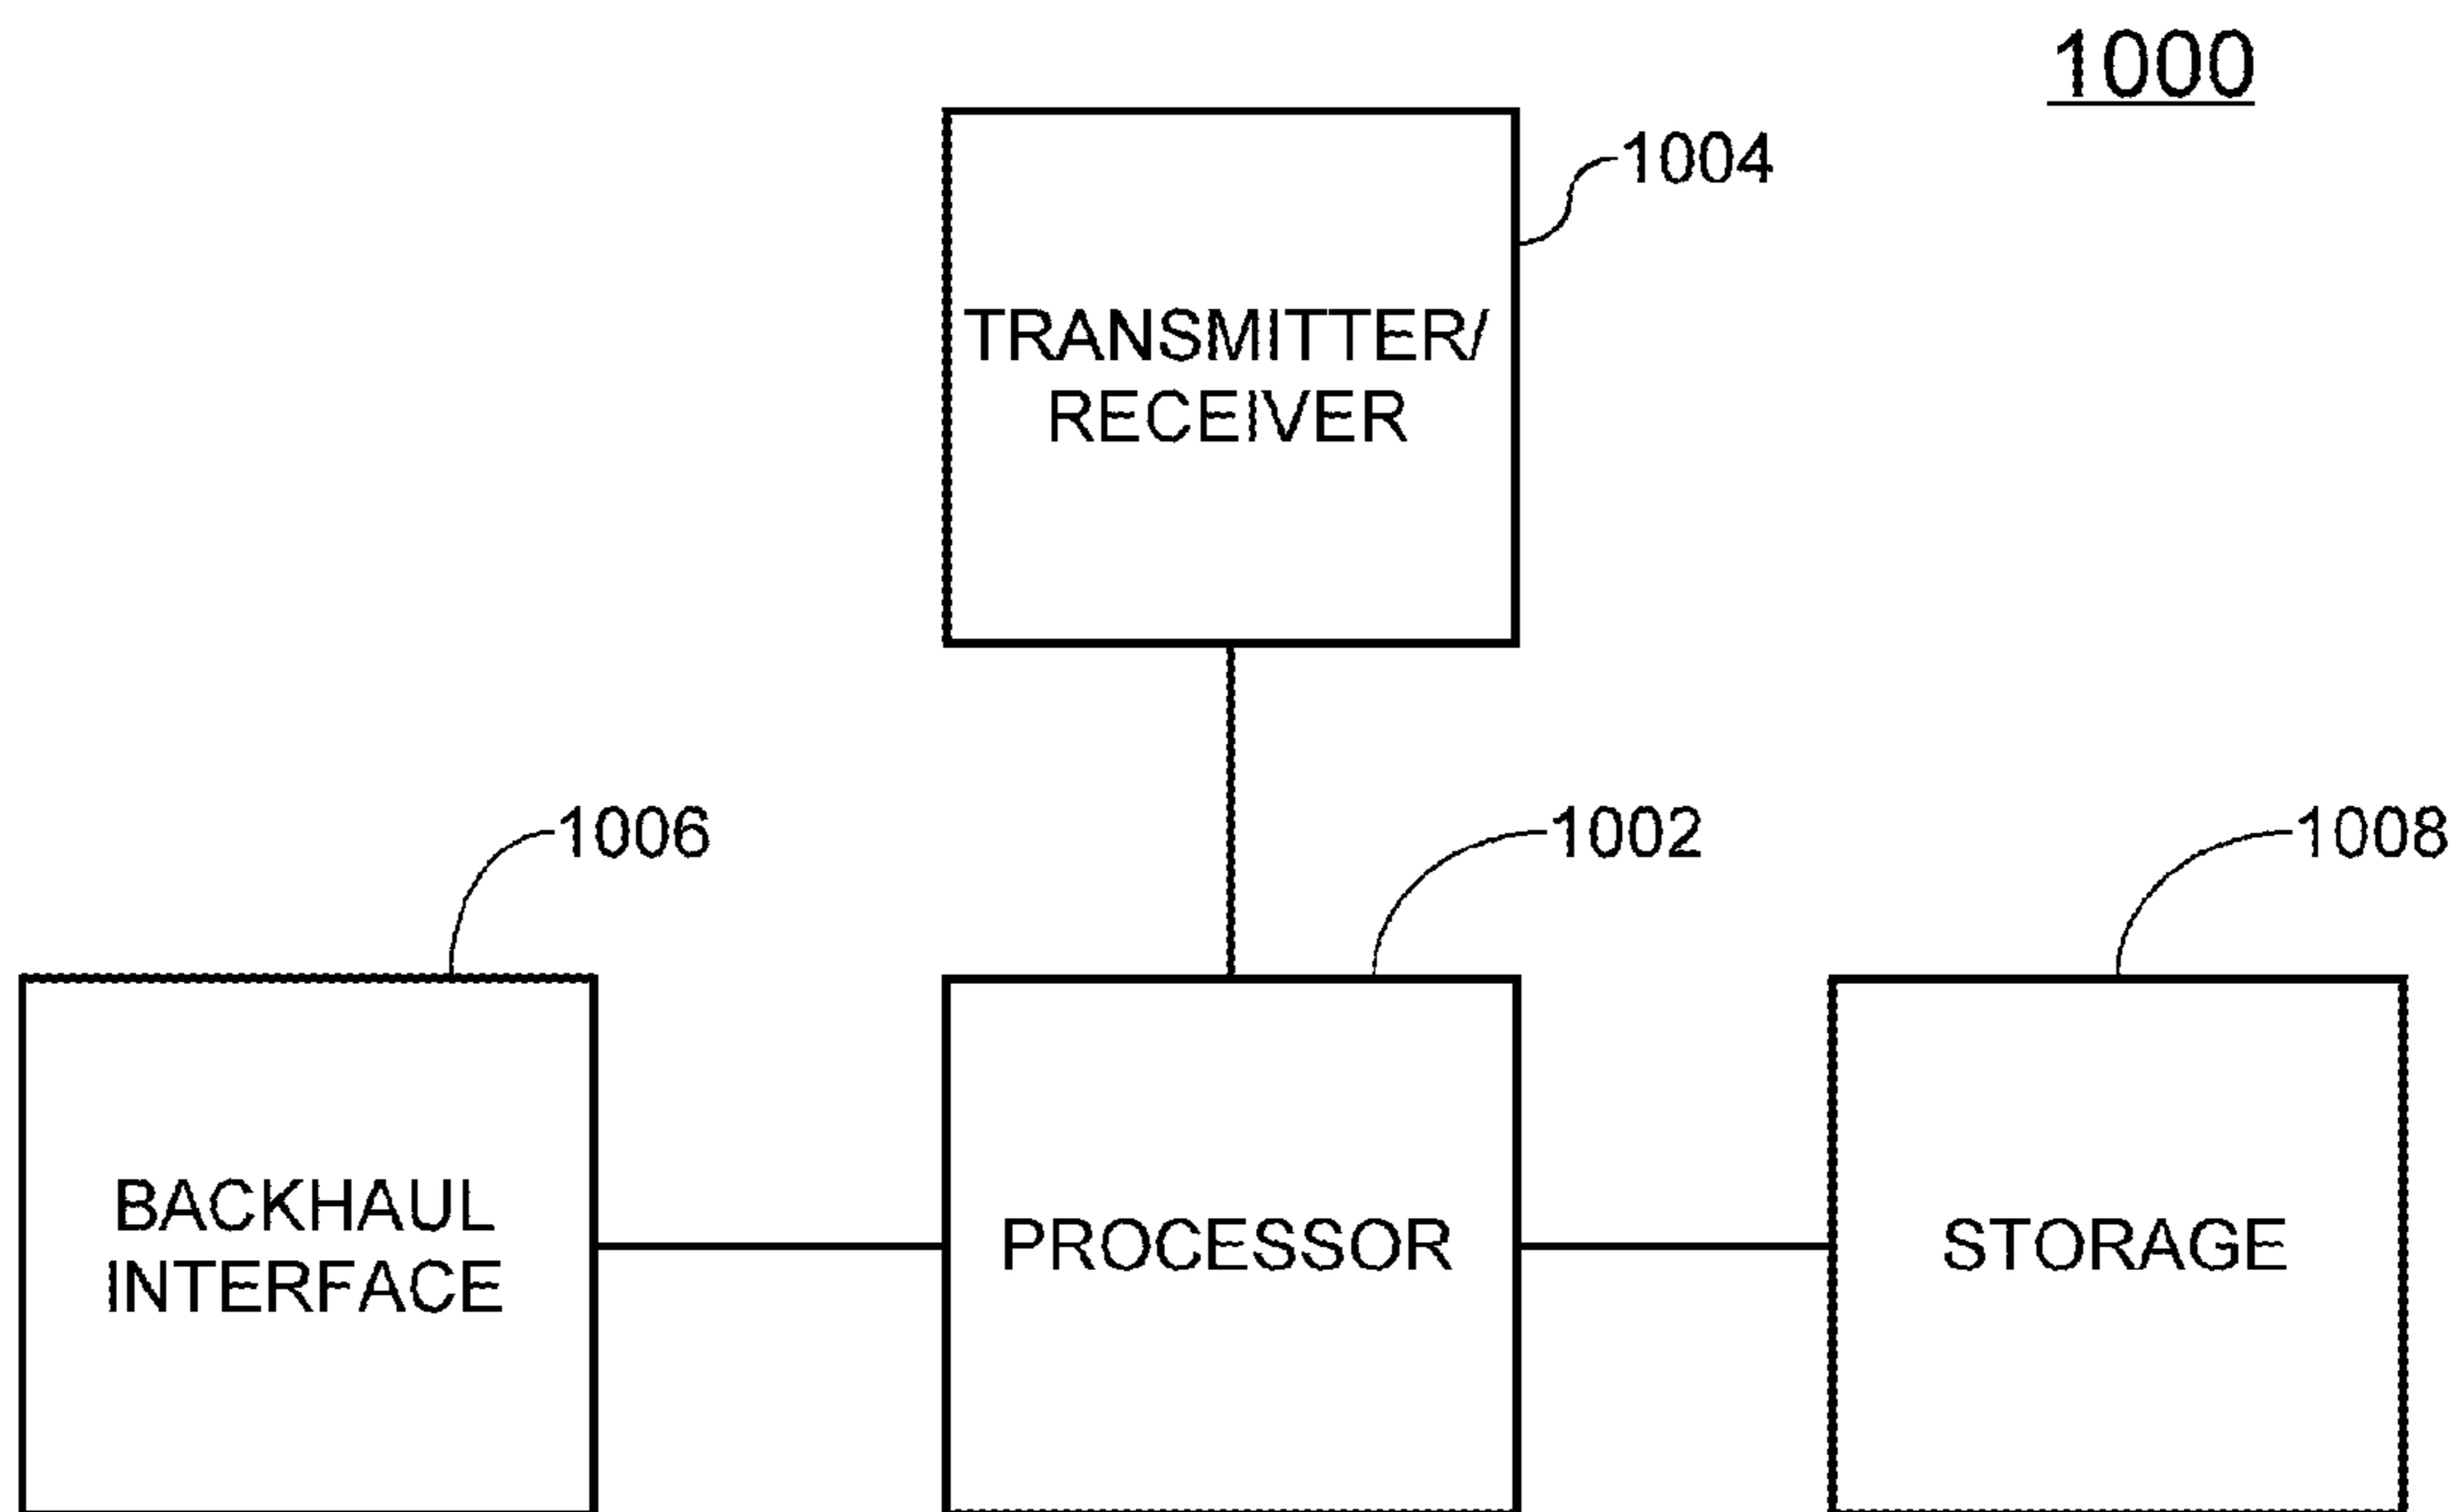 1000
1004
TRANSMITTER/
RECEIVER
1006
1002
1008
BACKHAUL
INTERFACE
PROCESSOR
STORAGE